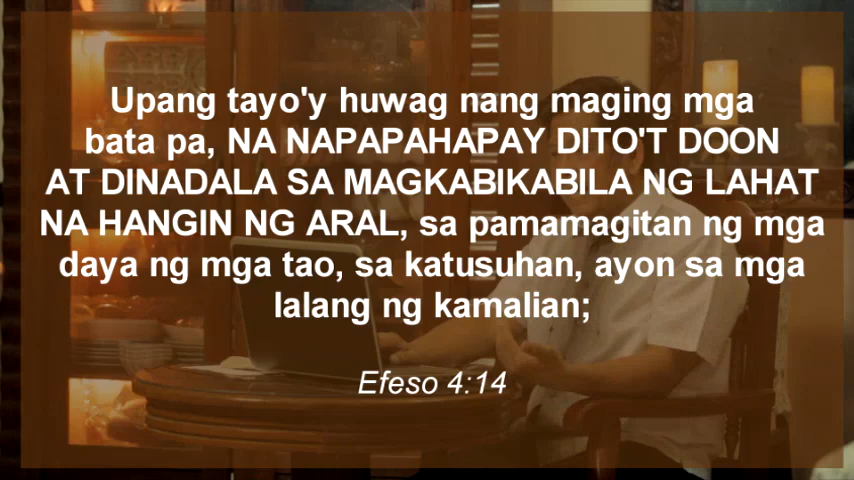 Upang tayo'y huwag nang maging mga
bata pa, NA NAPAPAHAPAY DITO'T DOON
AT DINADALA SA MAGKABIKABILA NG LAHAT
NA HANGIN NG ARAL, sa pamamagitan ng mga
daya ng mga tao, sa katusuhan, ayon sa mga
lalang ng kamalian;
Efeso 4:14